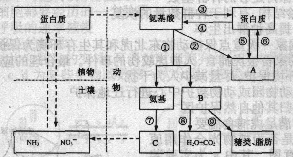 蛋白质 氨基酸 ③ 蛋白质
④
① ② ⑤ ⑥
植物 动物 A
土壤
氨基 B
⑦ ⑧ ⑨
NH₃ NO₃⁻ C H₂O+CO₂ 糖类、脂肪